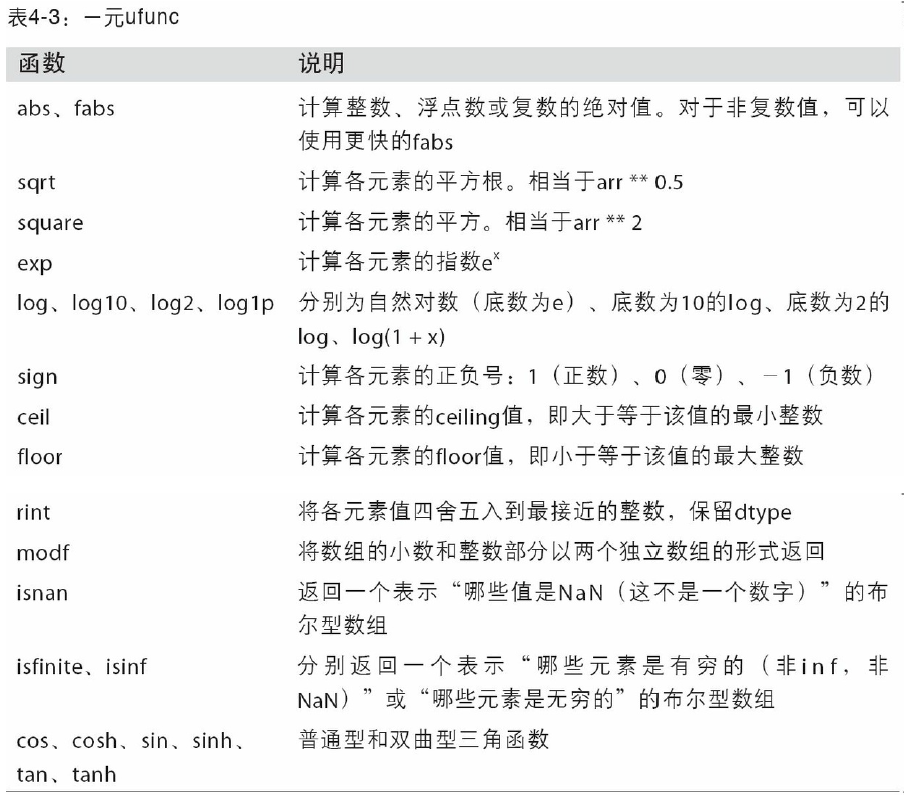 表4-3：一元ufunc
函数 说明
abs、fabs 计算整数、浮点数或复数的绝对值。对于非复数值，可以
使用更快的fabs
sqrt 计算各元素的平方根。相当于arr ** 0.5
square 计算各元素的平方。相当于arr ** 2
exp 计算各元素的指数eˣ
log、log10、log2、log1p 分别为自然对数（底数为e）、底数为10的log、底数为2的
log、log(1 + x)
sign 计算各元素的正负号：1（正数）、0（零）、－1（负数）
ceil 计算各元素的ceiling值，即大于等于该值的最小整数
floor 计算各元素的floor值，即小于等于该值的最大整数
rint 将各元素值四舍五入到最接近的整数，保留dtype
modf 将数组的小数和整数部分以两个独立数组的形式返回
isnan 返回一个表示“哪些值是NaN（这不是一个数字）”的布
尔型数组
isfinite、isinf 分别返回一个表示“哪些元素是有穷的（非inf，非
NaN）”或“哪些元素是无穷的”的布尔型数组
cos、cosh、sin、sinh、 普通型和双曲型三角函数
tan、tanh